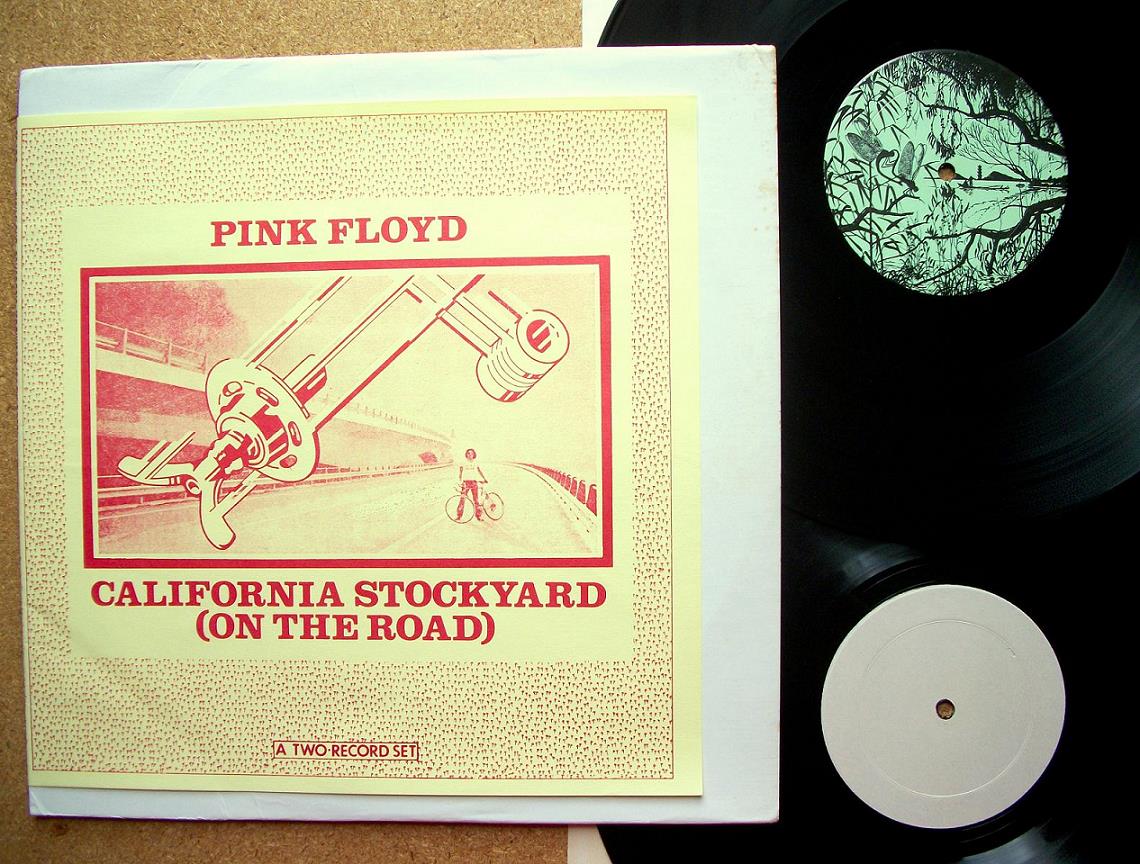 PINK FLOYD
CALIFORNIA STOCKYARD
(ON THE ROAD)
A TWO-RECORD SET